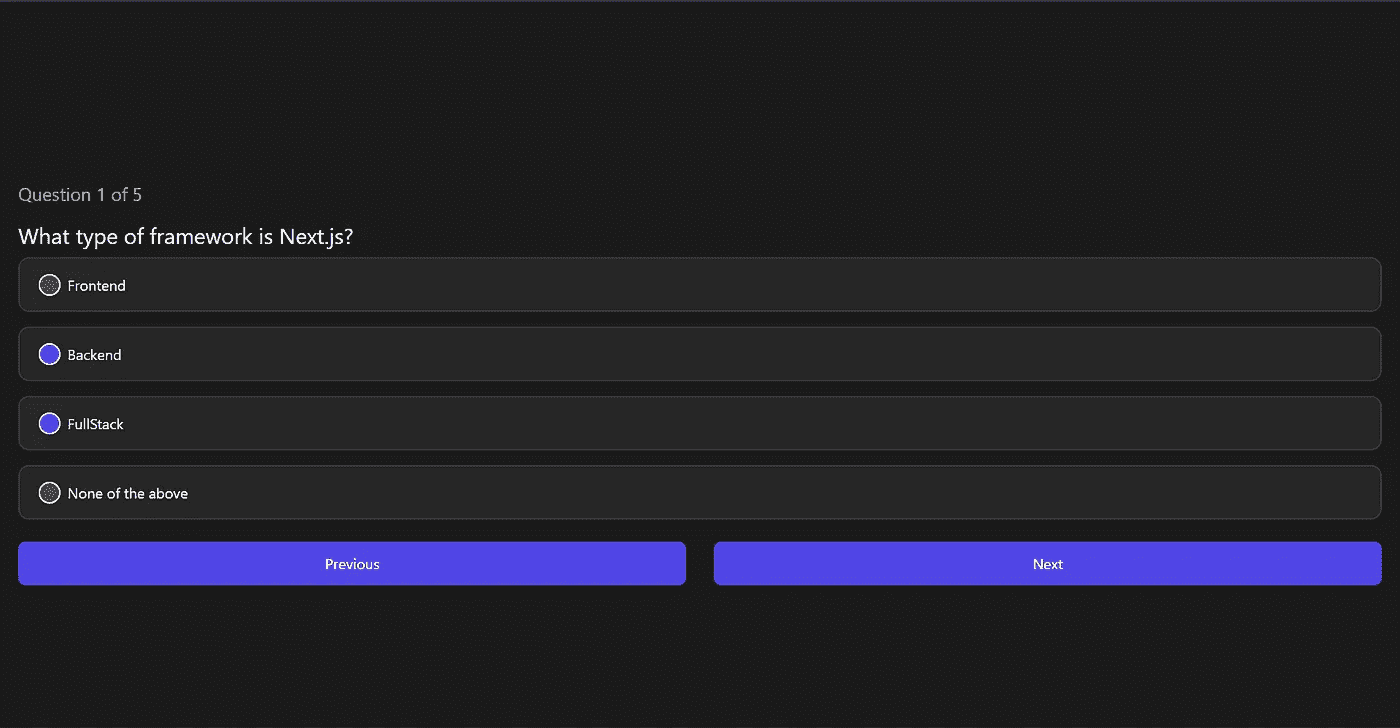 Question 1 of 5
What type of framework is Next.js?
Frontend
Backend
FullStack
None of the above
Previous
Next